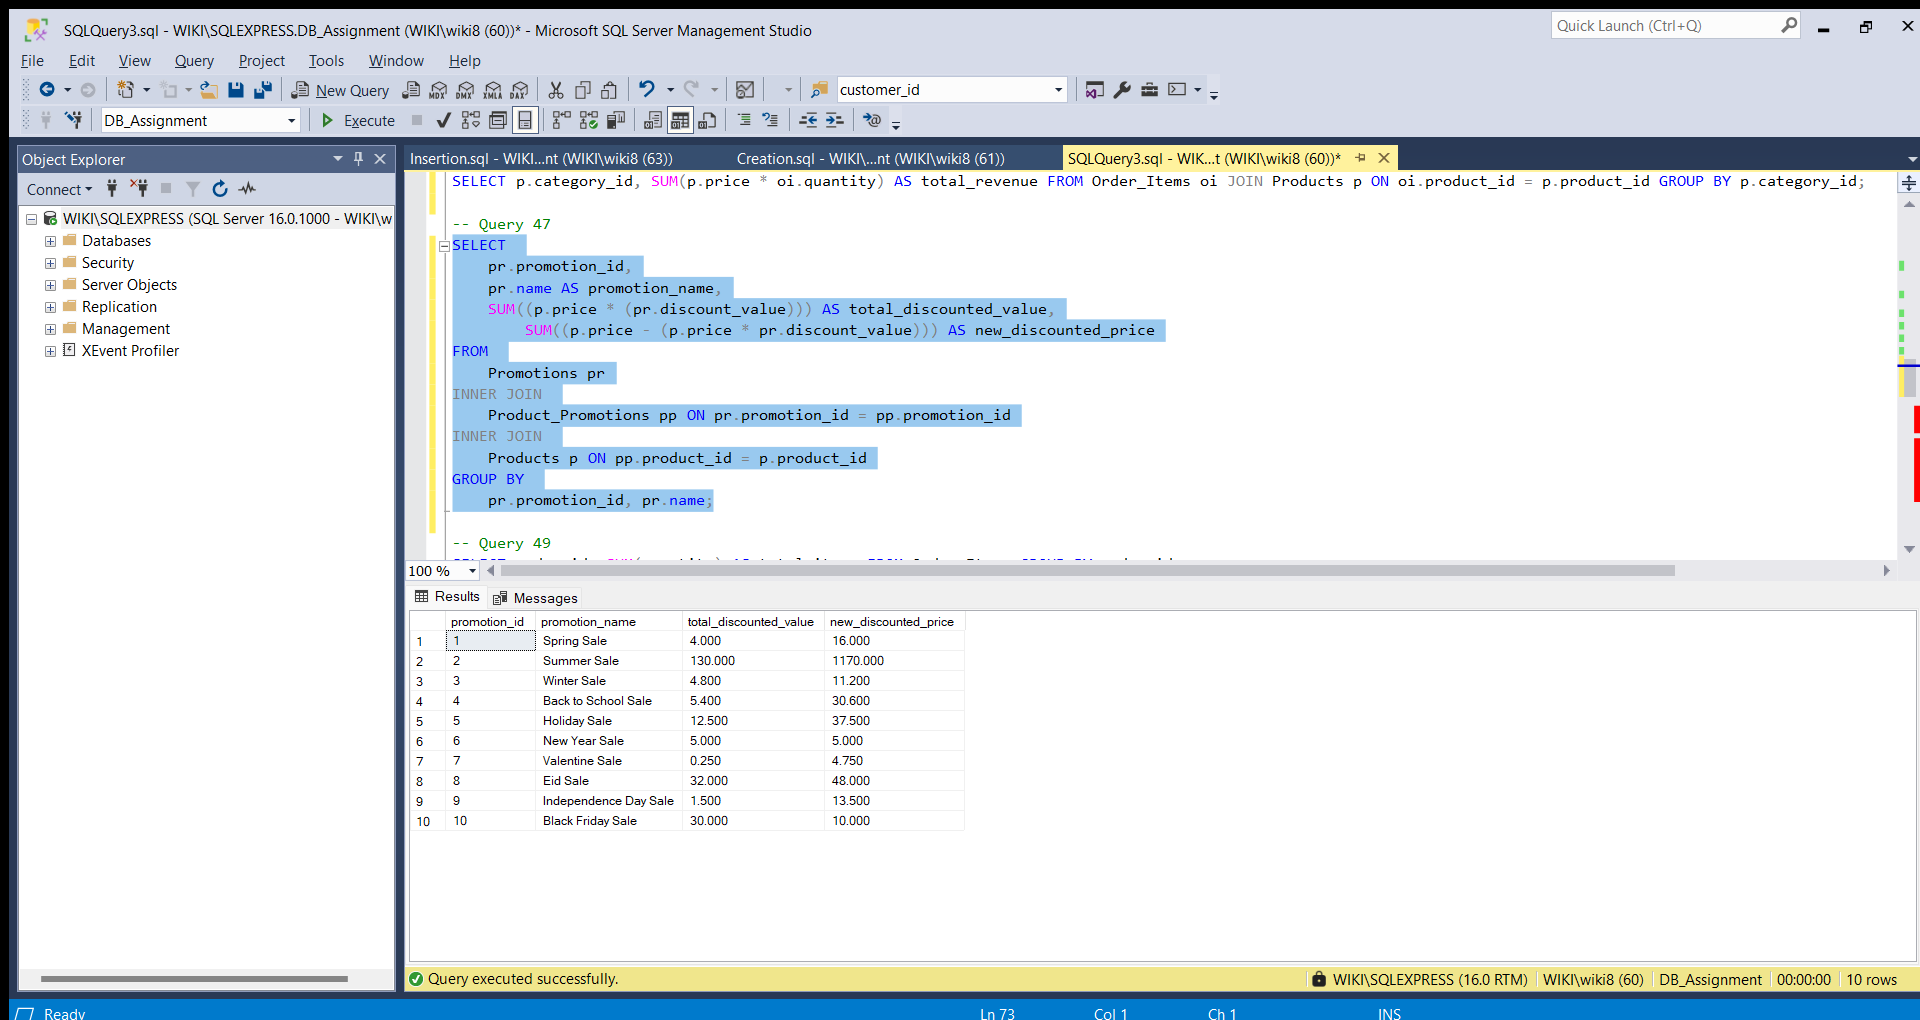 SQLQuery3.sql - WIKI\SQLEXPRESS.DB_Assignment (WIKI\wiki8 (60))* - Microsoft SQL Server Management Studio
Quick Launch (Ctrl+Q)
File Edit View Query Project Tools Window Help
New Query MDX DMX XMLA DAX customer_id
DB_Assignment Execute
Object Explorer
Connect
WIKI\SQLEXPRESS (SQL Server 16.0.1000 - WIKI\w
Databases
Security
Server Objects
Replication
Management
XEvent Profiler
Insertion.sql - WIKI...nt (WIKI\wiki8 (63)) Creation.sql - WIKI\...nt (WIKI\wiki8 (61)) SQLQuery3.sql - WIK...t (WIKI\wiki8 (60))*
SELECT p.category_id, SUM(p.price * oi.quantity) AS total_revenue FROM Order_Items oi JOIN Products p ON oi.product_id = p.product_id GROUP BY p.category_id;
-- Query 47
SELECT
pr.promotion_id,
pr.name AS promotion_name,
SUM((p.price * (pr.discount_value))) AS total_discounted_value,
SUM((p.price - (p.price * pr.discount_value))) AS new_discounted_price
FROM
Promotions pr
INNER JOIN
Product_Promotions pp ON pr.promotion_id = pp.promotion_id
INNER JOIN
Products p ON pp.product_id = p.product_id
GROUP BY
pr.promotion_id, pr.name;
-- Query 49
100 %
Results Messages
promotion_id promotion_name total_discounted_value new_discounted_price
1 1 Spring Sale 4.000 16.000
2 2 Summer Sale 130.000 1170.000
3 3 Winter Sale 4.800 11.200
4 4 Back to School Sale 5.400 30.600
5 5 Holiday Sale 12.500 37.500
6 6 New Year Sale 5.000 5.000
7 7 Valentine Sale 0.250 4.750
8 8 Eid Sale 32.000 48.000
9 9 Independence Day Sale 1.500 13.500
10 10 Black Friday Sale 30.000 10.000
Query executed successfully. WIKI\SQLEXPRESS (16.0 RTM) WIKI\wiki8 (60) DB_Assignment 00:00:00 10 rows
Ready Ln 73 Col 1 Ch 1 INS